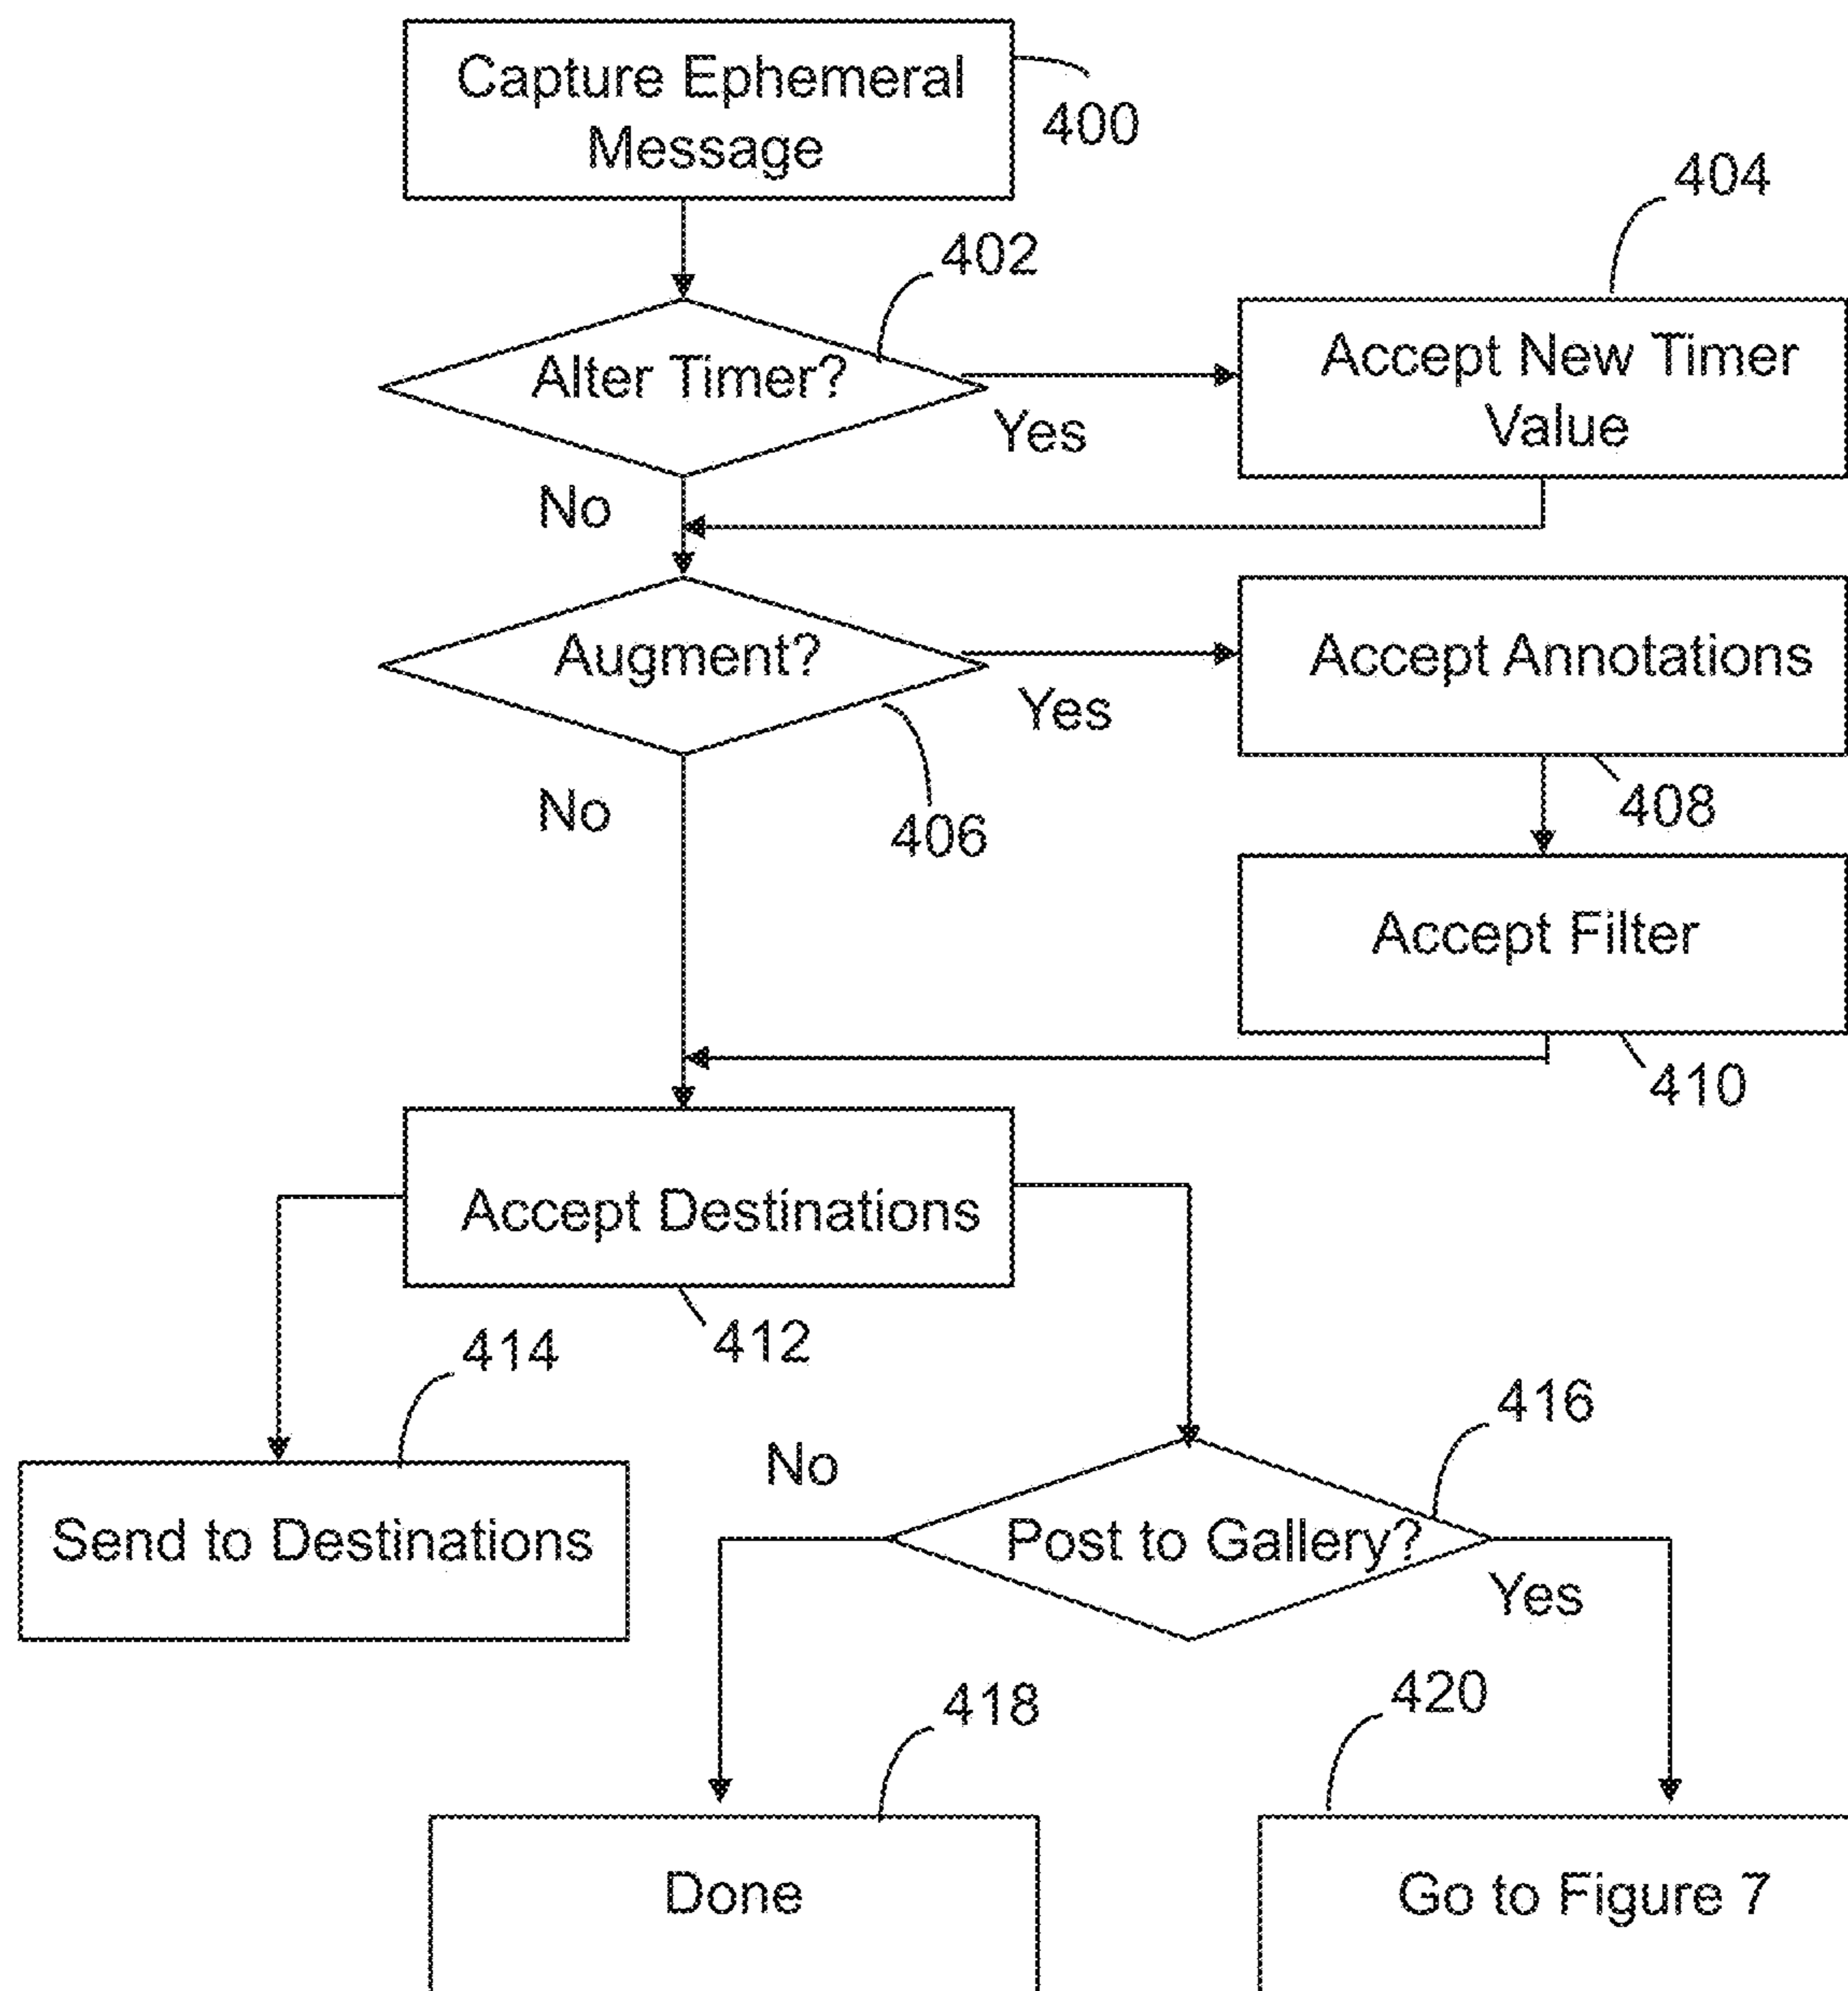 Capture Ephemeral
Message
400
402
404
Alter Timer?
Yes
Accept New Timer
Value
No
Augment?
Yes
Accept Annotations
406
408
No
Accept Filter
410
Accept Destinations
412
414
416
No
Send to Destinations
Post to Gallery?
Yes
418
420
Done
Go to Figure 7